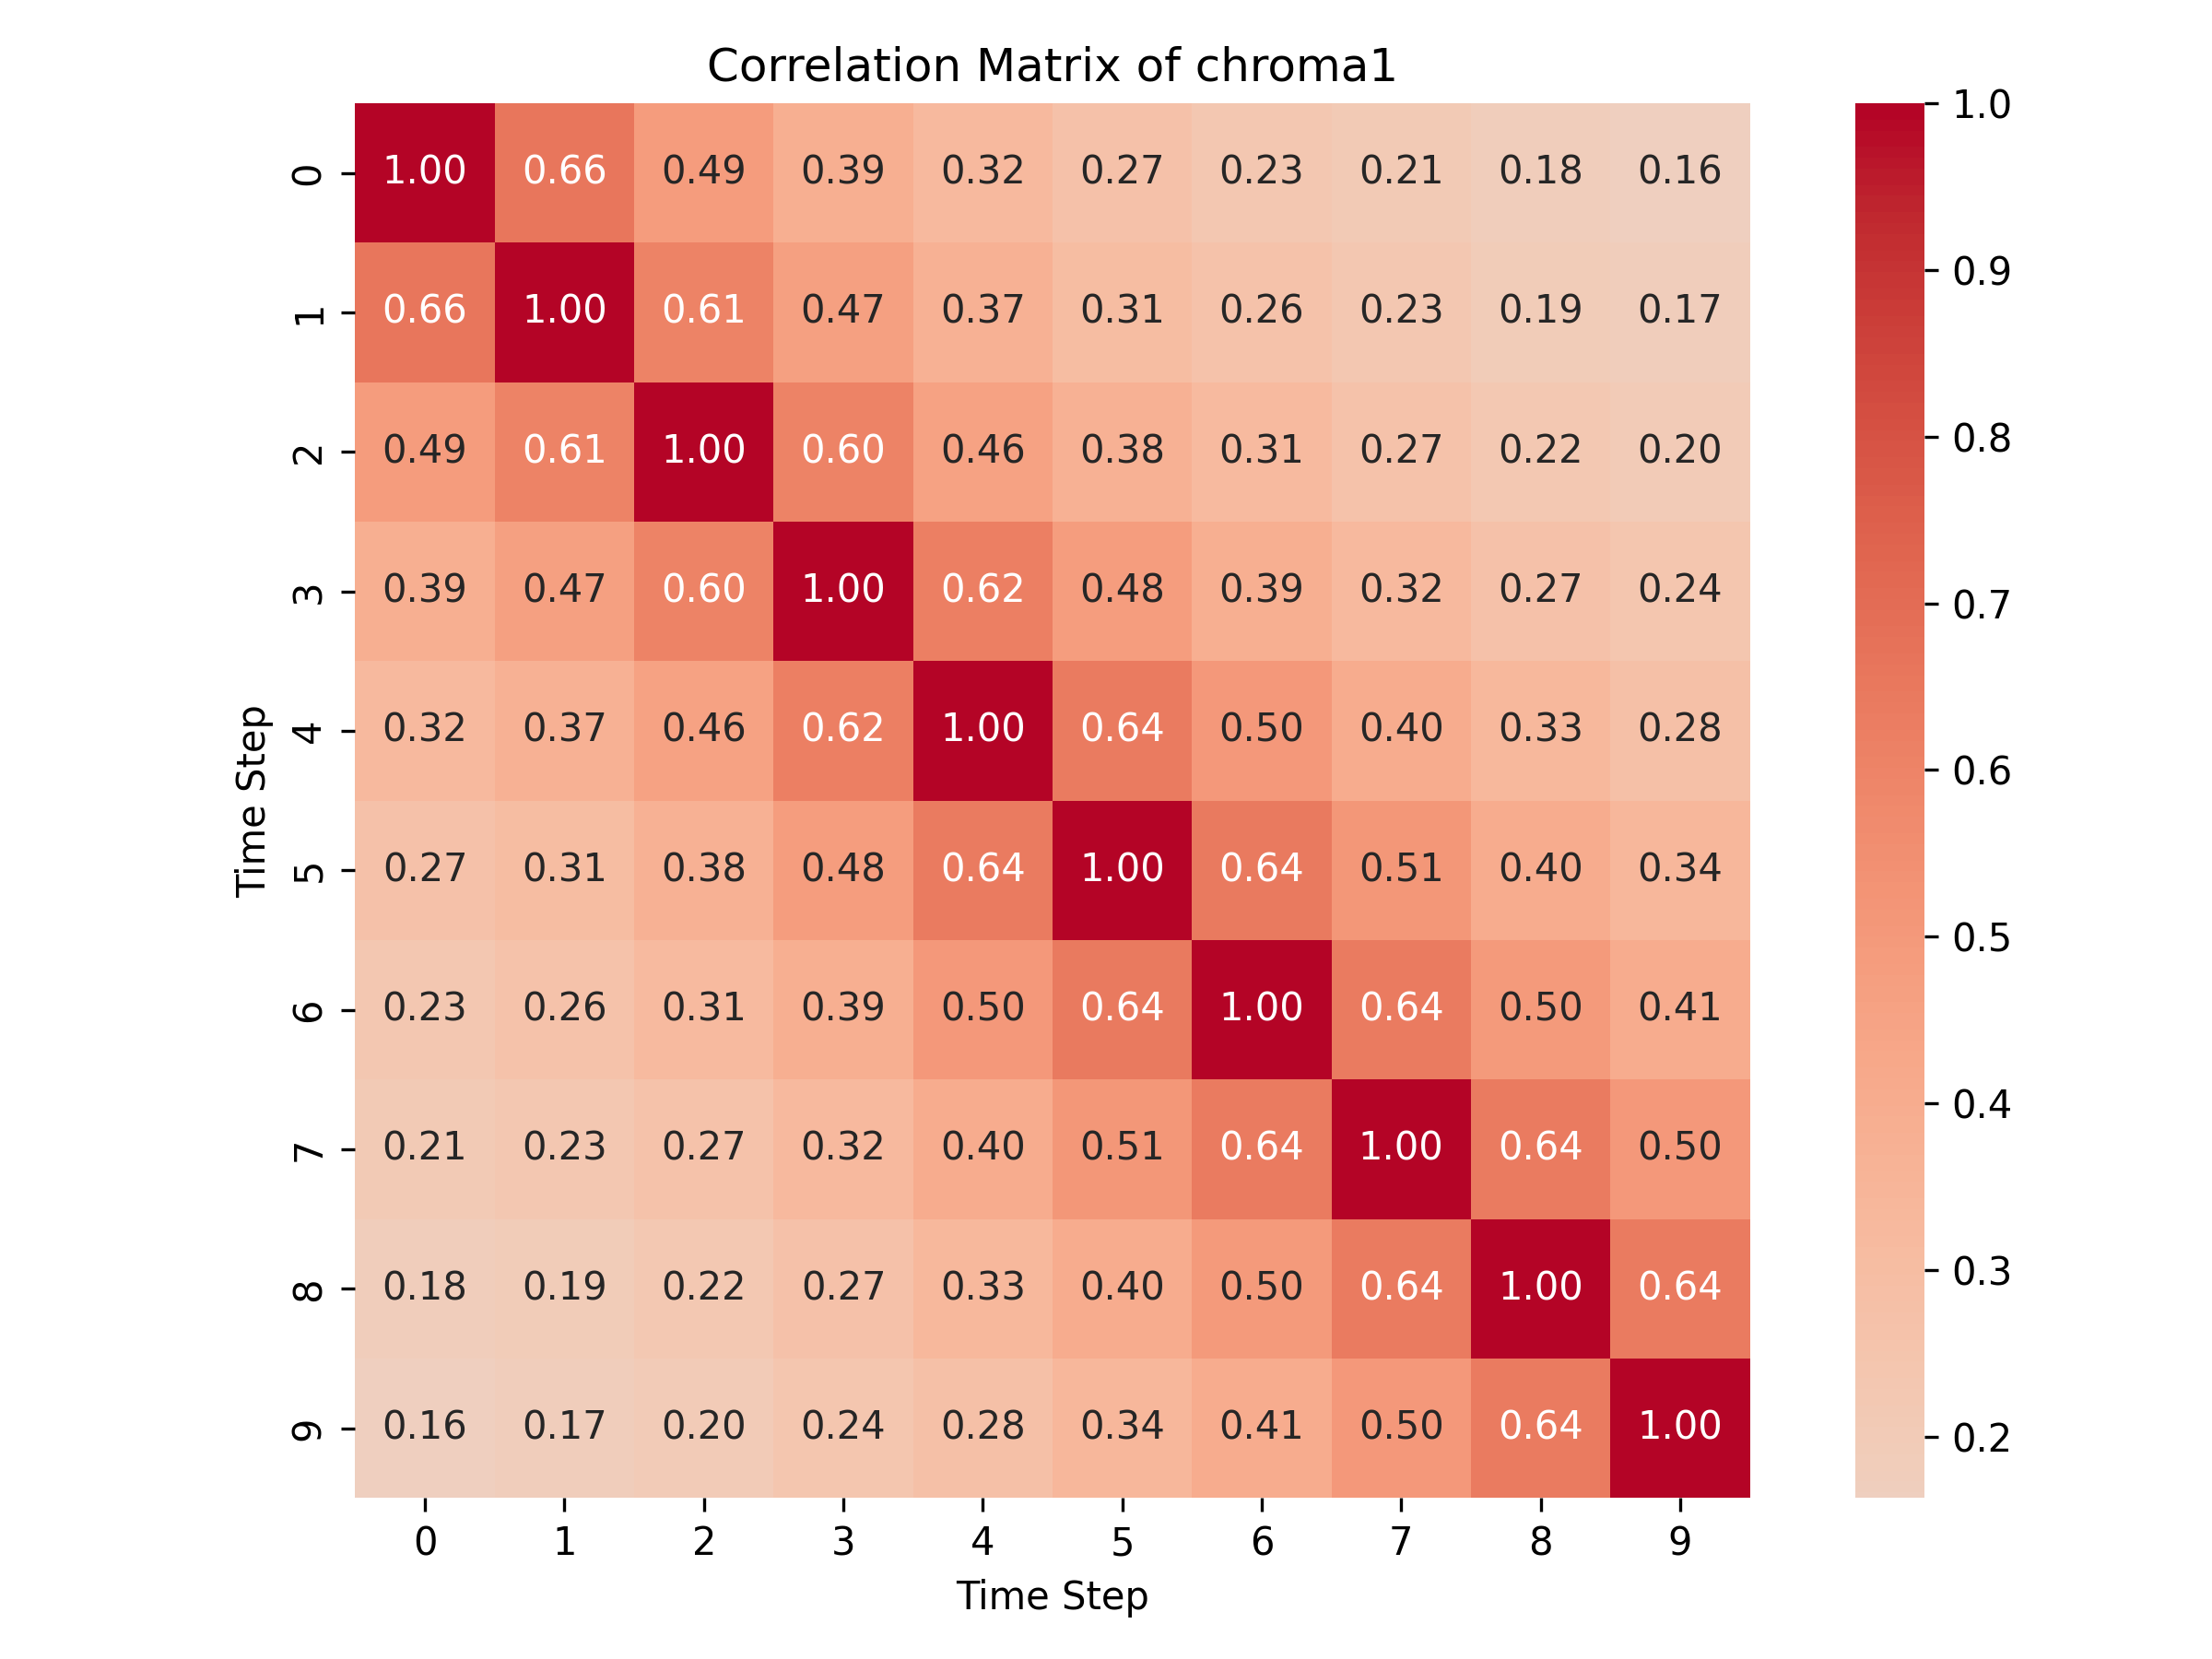 Correlation Matrix of chroma1
0 1.00 0.66 0.49 0.39 0.32 0.27 0.23 0.21 0.18 0.16
1 0.66 1.00 0.61 0.47 0.37 0.31 0.26 0.23 0.19 0.17
2 0.49 0.61 1.00 0.60 0.46 0.38 0.31 0.27 0.22 0.20
3 0.39 0.47 0.60 1.00 0.62 0.48 0.39 0.32 0.27 0.24
4 0.32 0.37 0.46 0.62 1.00 0.64 0.50 0.40 0.33 0.28
5 0.27 0.31 0.38 0.48 0.64 1.00 0.64 0.51 0.40 0.34
6 0.23 0.26 0.31 0.39 0.50 0.64 1.00 0.64 0.50 0.41
7 0.21 0.23 0.27 0.32 0.40 0.51 0.64 1.00 0.64 0.50
8 0.18 0.19 0.22 0.27 0.33 0.40 0.50 0.64 1.00 0.64
9 0.16 0.17 0.20 0.24 0.28 0.34 0.41 0.50 0.64 1.00
0 1 2 3 4 5 6 7 8 9
Time Step
Time Step
1.0
0.9
0.8
0.7
0.6
0.5
0.4
0.3
0.2